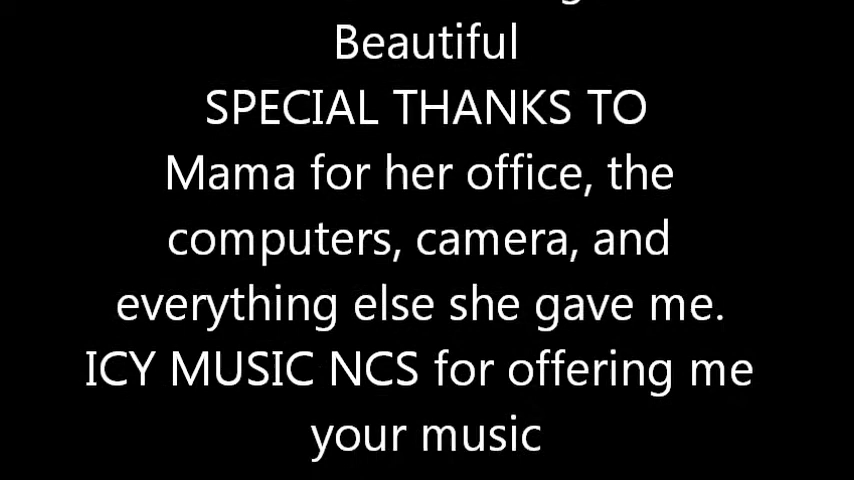 Beautiful
SPECIAL THANKS TO
Mama for her office, the
computers, camera, and
everything else she gave me.
ICY MUSIC NCS for offering me
your music